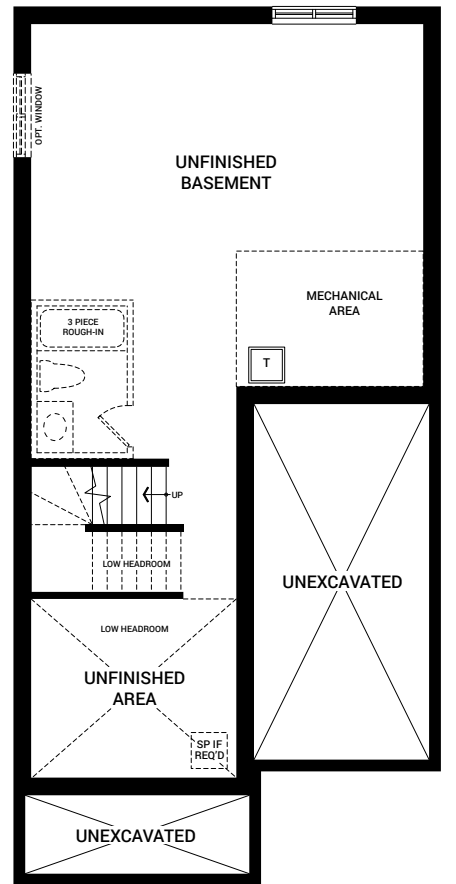 OPT. WINDOW
UNFINISHED
BASEMENT
MECHANICAL
AREA
3 PIECE
ROUGH-IN
T
UP
LOW HEADROOM
UNEXCAVATED
LOW HEADROOM
UNFINISHED
AREA
SP IF
REQ'D
UNEXCAVATED